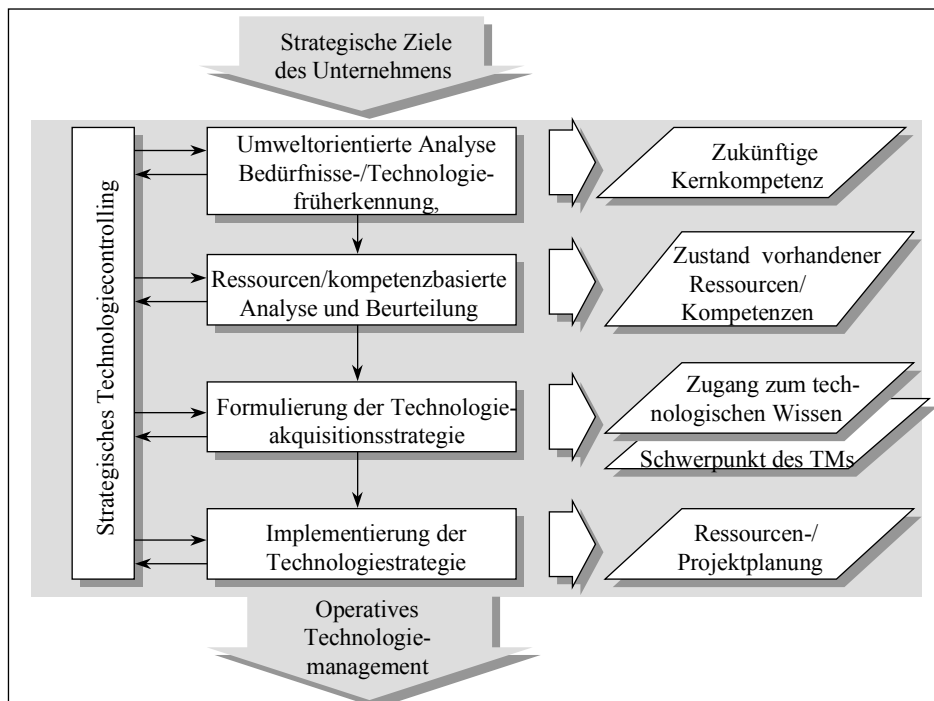 Strategische Ziele
des Unternehmens
Strategisches Technologiecontrolling
Umweltorientierte Analyse
Bedürfnisse-/Technologie-
früherkennung,
Zukünftige
Kernkompetenz
Ressourcen/kompetenzbasierte
Analyse und Beurteilung
Zustand vorhandener
Ressourcen/
Kompetenzen
Formulierung der Technologie-
akquisitionsstrategie
Zugang zum tech-
nologischen Wissen
Schwerpunkt des TMs
Implementierung der
Technologiestrategie
Ressourcen-/
Projektplanung
Operatives
Technologie-
management